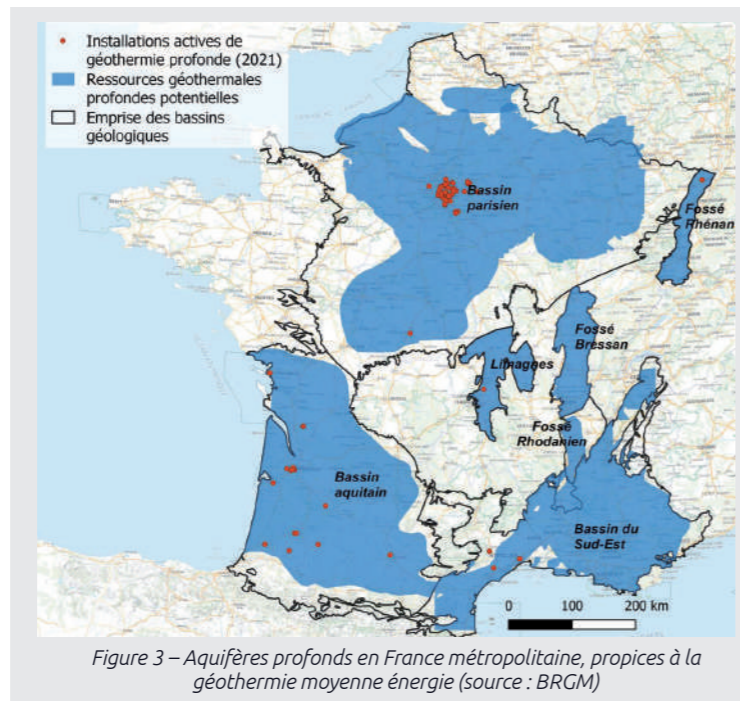 Installations actives de
géothermie profonde (2021)
Ressources géothermales
profondes potentielles
Emprise des bassins
géologiques
Bassin
parisien
Fossé
Rhénan
Fossé
Bressan
Limagnes
Fossé
Rhodanien
Bassin
aquitain
Bassin du
Sud-Est
0 100 200 km
Figure 3 – Aquifères profonds en France métropolitaine, propices à la
géothermie moyenne énergie (source : BRGM)